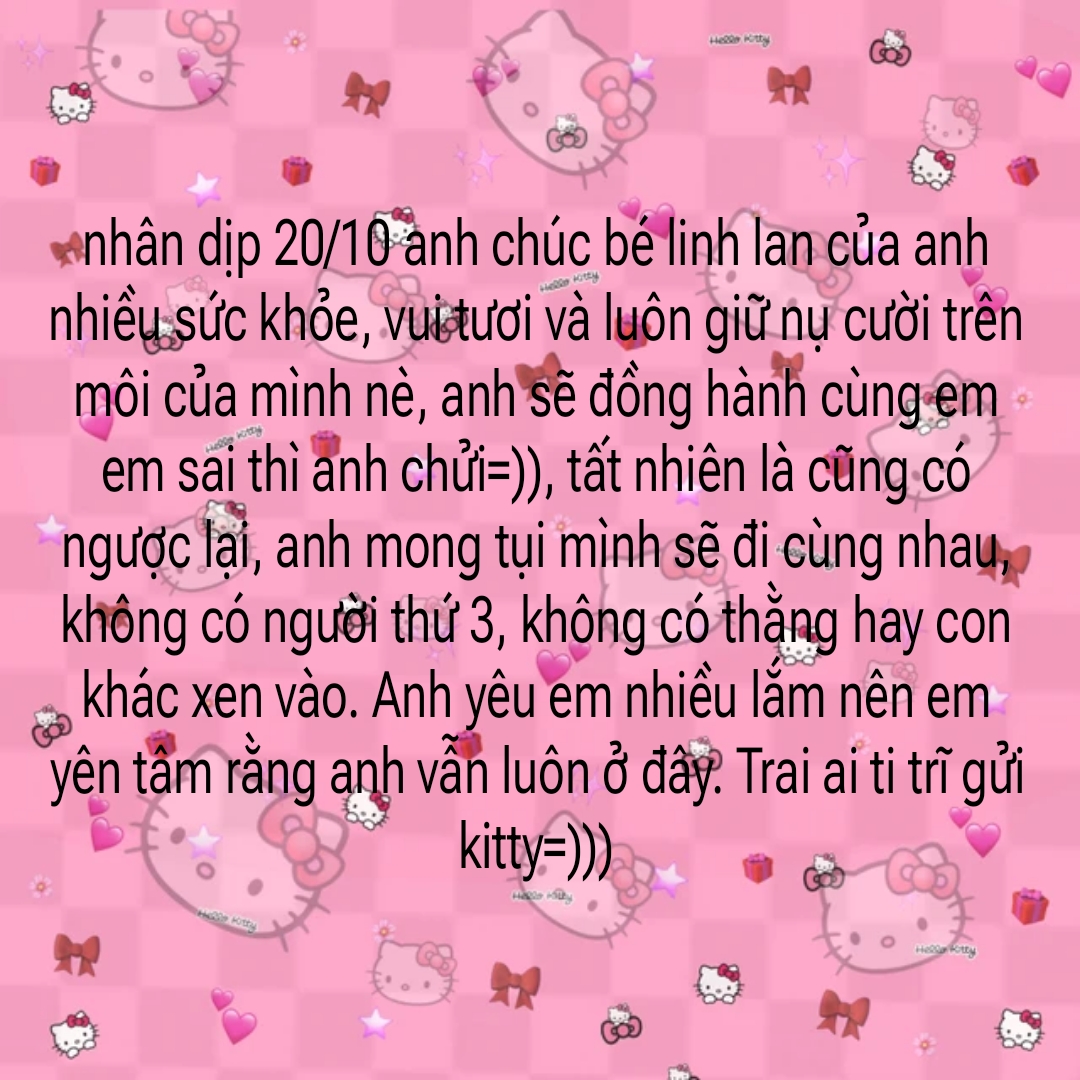 Hello Kitty
nhân dịp 20/10 anh chúc bé linh lan của anh
Hello Kitty
nhiều sức khỏe, vui tươi và luôn giữ nụ cười trên
môi của mình nè, anh sẽ đồng hành cùng em
Hello Kitty
em sai thì anh chửi=)), tất nhiên là cũng có
ngược lại, anh mong tụi mình sẽ đi cùng nhau,
không có người thứ 3, không có thằng hay con
khác xen vào. Anh yêu em nhiều lắm nên em
yên tâm rằng anh vẫn luôn ở đây. Trai ai ti trĩ gửi
kitty=)))
Hello Kitty
Hello Kitty
Hello Kitty